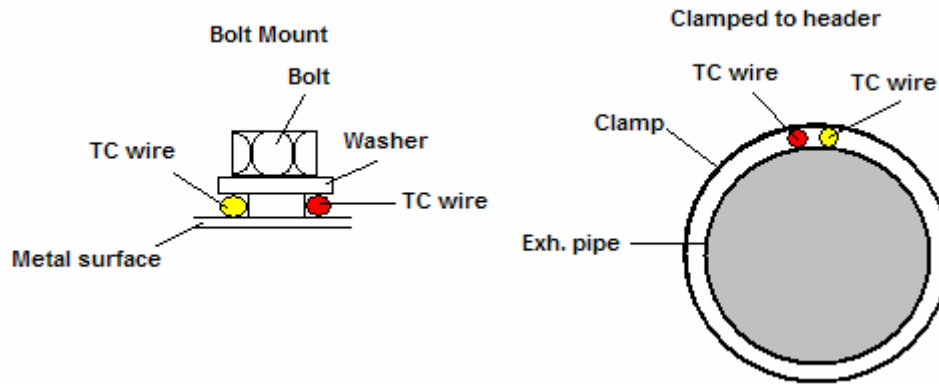 Bolt Mount
Bolt
TC wire
Washer
TC wire
Metal surface
Clamped to header
TC wire
TC wire
Clamp
Exh. pipe